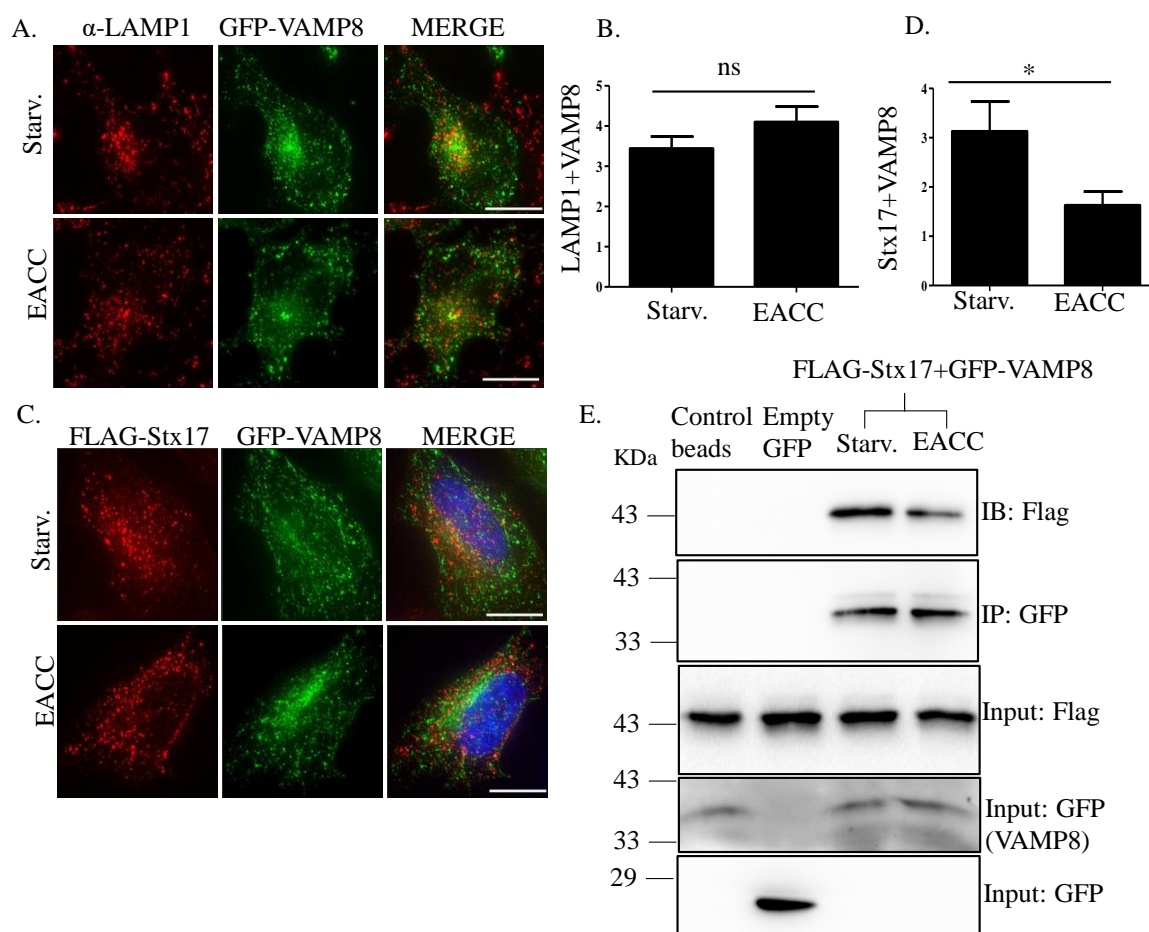 A.
α-LAMP1 GFP-VAMP8 MERGE
Starv.
EACC
B.
ns
LAMP1+VAMP8
5
4
3
2
1
0
Starv. EACC
D.
*
Stx17+VAMP8
4
3
2
1
0
Starv. EACC
C.
FLAG-Stx17 GFP-VAMP8 MERGE
Starv.
EACC
E.
FLAG-Stx17+GFP-VAMP8
Control Empty
beads GFP Starv. EACC
KDa
43 IB: Flag
43
33 IP: GFP
43 Input: Flag
43
33 Input: GFP
(VAMP8)
29 Input: GFP